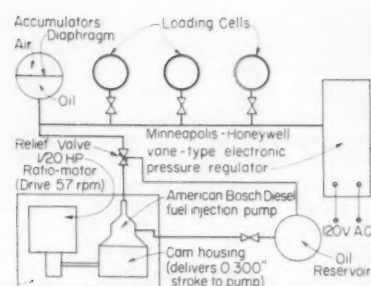 Accumulators
Diaphragm
Air
Oil
Loading Cells
Minneapolis-Honeywell
vane-type electronic
pressure regulator
Relief Valve
1/20 HP
Ratio-motor
(Drive 57 rpm)
American Bosch Diesel
fuel injection pump
120V AC
Cam housing
(delivers 0.300"
stroke to pump)
Oil
Reservoir